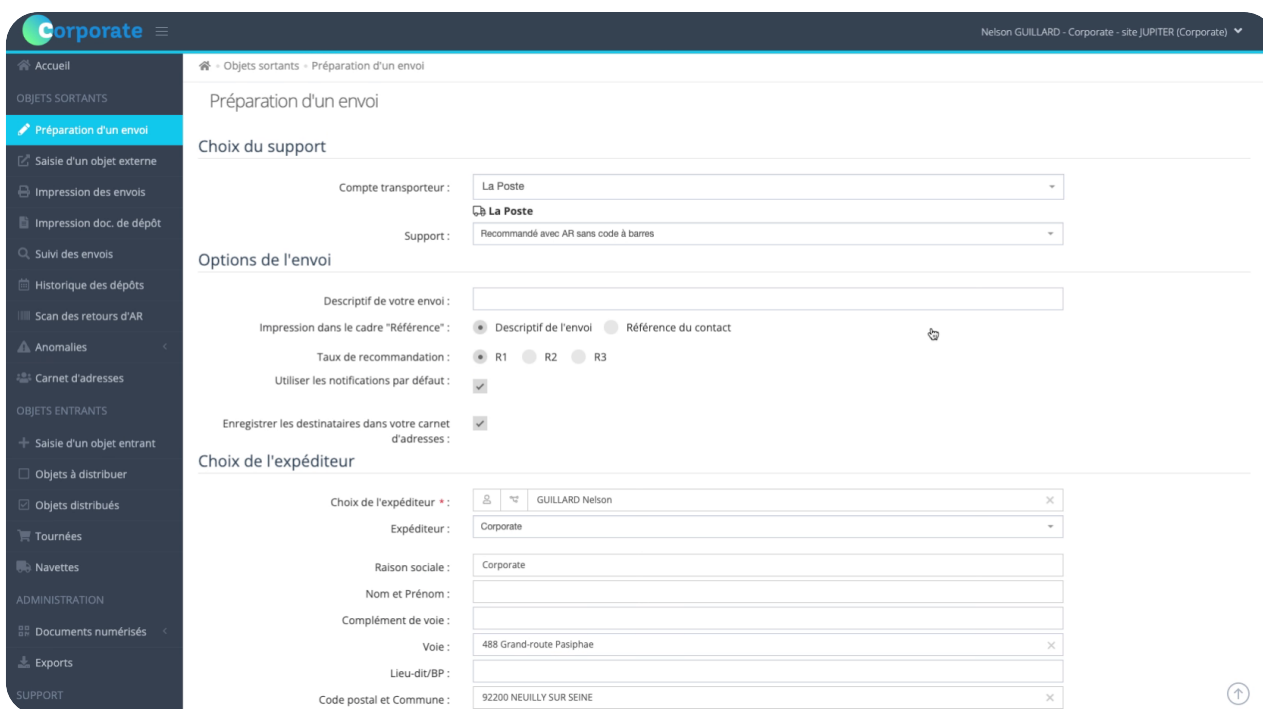 Corporate
Nelson GUILLARD - Corporate - site JUPITER (Corporate)
Accueil
OBJETS SORTANTS
Préparation d'un envoi
Saisie d'un objet externe
Impression des envois
Impression doc. de dépôt
Suivi des envois
Historique des dépôts
Scan des retours d'AR
Anomalies
Carnet d'adresses
OBJETS ENTRANTS
Saisie d'un objet entrant
Objets à distribuer
Objets distribués
Tournées
Navettes
ADMINISTRATION
Documents numérisés
Exports
SUPPORT
Objets sortants Préparation d'un envoi
Préparation d'un envoi
Choix du support
Compte transporteur : La Poste
La Poste
Support : Recommandé avec AR sans code à barres
Options de l'envoi
Descriptif de votre envoi :
Impression dans le cadre "Référence" : Descriptif de l'envoi Référence du contact
Taux de recommandation : R1 R2 R3
Utiliser les notifications par défaut :
Enregistrer les destinataires dans votre carnet
d'adresses :
Choix de l'expéditeur
Choix de l'expéditeur * : GUILLARD Nelson
Expéditeur : Corporate
Raison sociale : Corporate
Nom et Prénom :
Complément de voie :
Voie : 488 Grand-route Pasiphae
Lieu-dit/BP :
Code postal et Commune : 92200 NEUILLY SUR SEINE